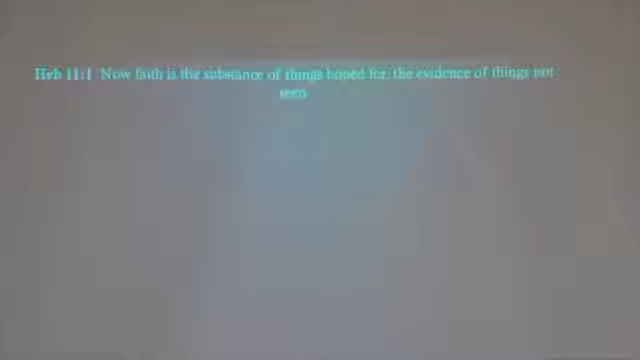 Heb 11:1 Now faith is the substance of things hoped for, the evidence of things not
seen